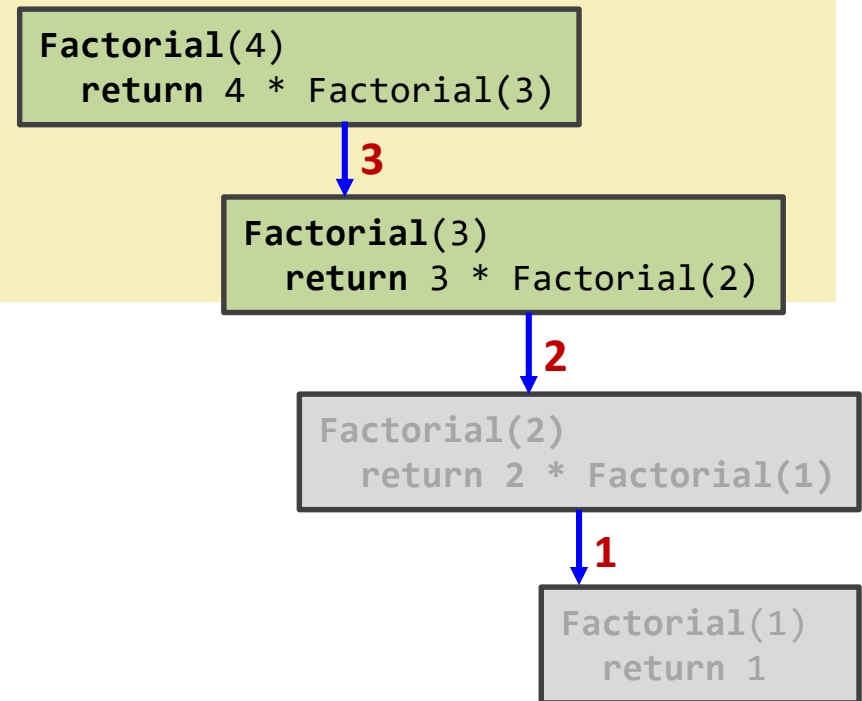 Factorial(4)
return 4 * Factorial(3)
3
Factorial(3)
return 3 * Factorial(2)
2
Factorial(2)
return 2 * Factorial(1)
1
Factorial(1)
return 1